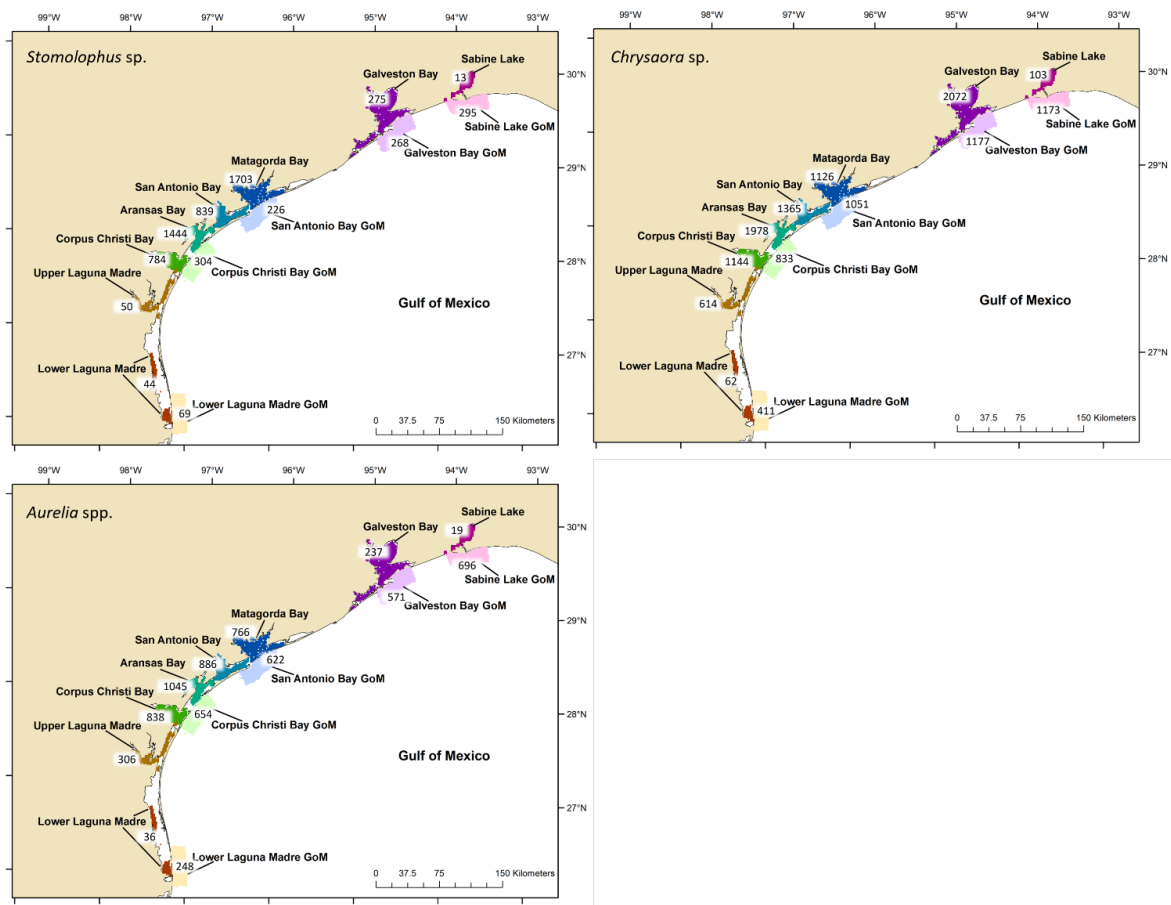 99°W 98°W 97°W 96°W 95°W 94°W 93°W
Stomolophus sp.
Sabine Lake
13
30°N
Galveston Bay
275
295
Sabine Lake GoM
268
Galveston Bay GoM
29°N
Matagorda Bay
1703
San Antonio Bay
839
226
Aransas Bay
San Antonio Bay GoM
1444
Corpus Christi Bay
784
304
Corpus Christi Bay GoM
28°N
Upper Laguna Madre
50
Gulf of Mexico
27°N
Lower Laguna Madre
44
69
Lower Laguna Madre GoM
0 37.5 75 150 Kilometers
99°W 98°W 97°W 96°W 95°W 94°W 93°W
Chrysaora sp.
Sabine Lake
103
30°N
Galveston Bay
2072
1173
Sabine Lake GoM
1177
Galveston Bay GoM
29°N
Matagorda Bay
1126
San Antonio Bay
1365
1051
Aransas Bay
San Antonio Bay GoM
1978
Corpus Christi Bay
1144
833
Corpus Christi Bay GoM
28°N
Upper Laguna Madre
614
Gulf of Mexico
27°N
Lower Laguna Madre
62
411
Lower Laguna Madre GoM
0 37.5 75 150 Kilometers
99°W 98°W 97°W 96°W 95°W 94°W 93°W
Aurelia spp.
Sabine Lake
19
30°N
Galveston Bay
237
696
Sabine Lake GoM
571
Galveston Bay GoM
29°N
Matagorda Bay
766
San Antonio Bay
886
622
Aransas Bay
San Antonio Bay GoM
1045
Corpus Christi Bay
838
654
Corpus Christi Bay GoM
28°N
Upper Laguna Madre
306
Gulf of Mexico
27°N
Lower Laguna Madre
36
248
Lower Laguna Madre GoM
0 37.5 75 150 Kilometers